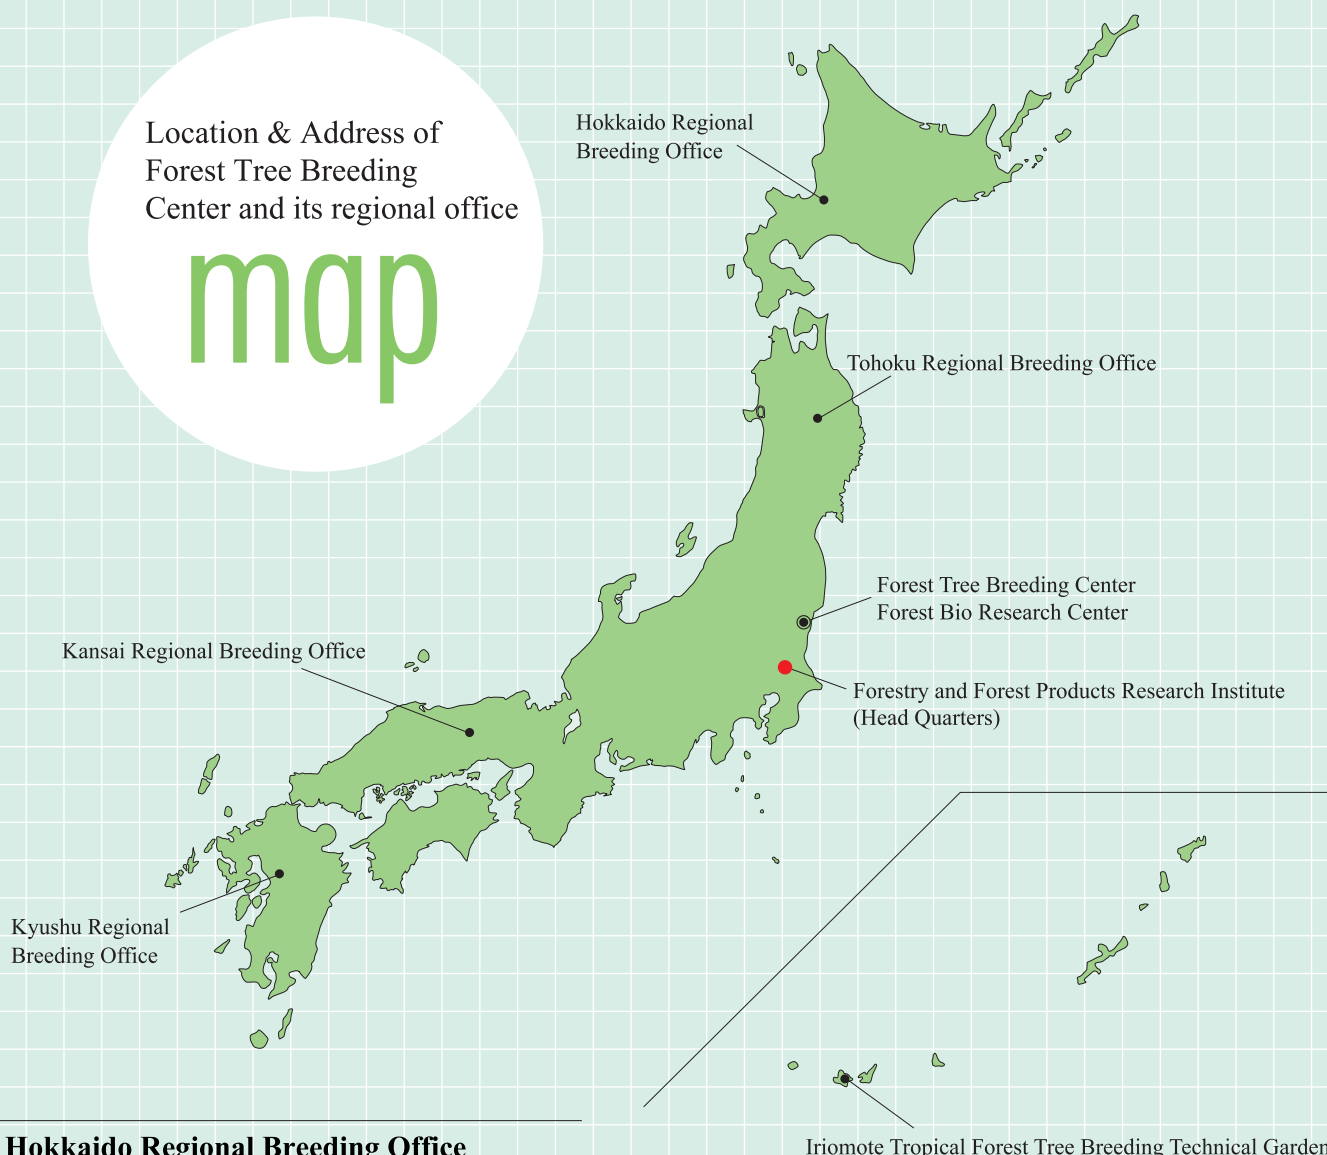 Location & Address of
Forest Tree Breeding
Center and its regional office
map
Hokkaido Regional
Breeding Office
Tohoku Regional Breeding Office
Forest Tree Breeding Center
Forest Bio Research Center
Kansai Regional Breeding Office
Forestry and Forest Products Research Institute
(Head Quarters)
Kyushu Regional
Breeding Office
Iriomote Tropical Forest Tree Breeding Technical Garden
Hokkaido Regional Breeding Office